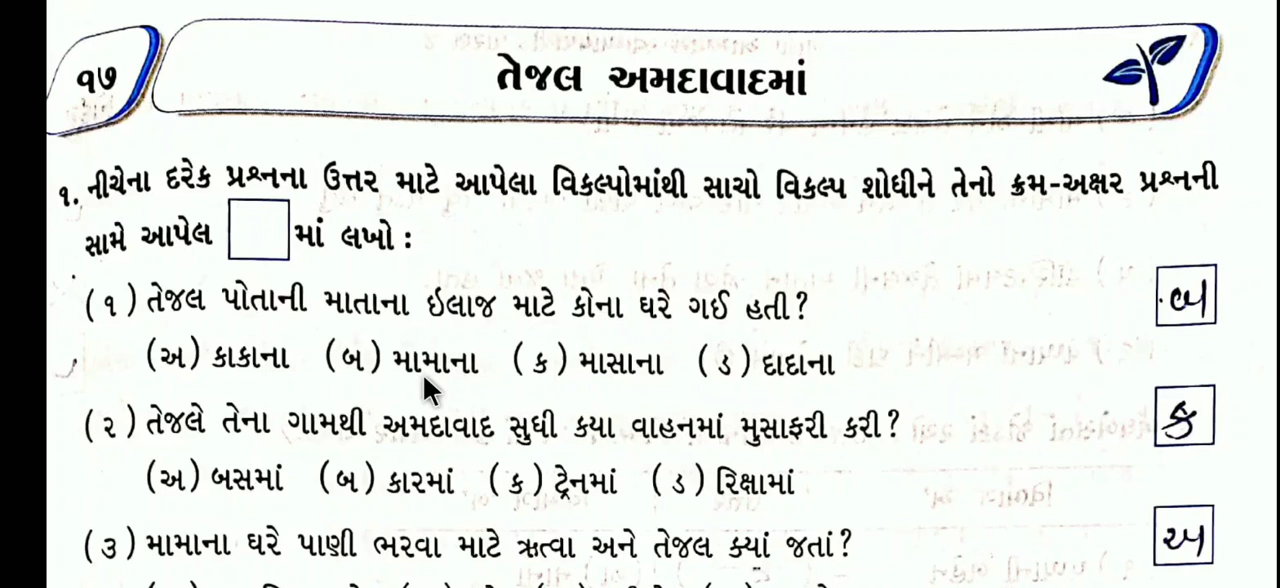 ૧૭
તેજલ અમદાવાદમાં
૧. નીચેના દરેક પ્રશ્નના ઉત્તર માટે આપેલા વિકલ્પોમાંથી સાચો વિકલ્પ શોધીને તેનો ક્રમ-અક્ષર પ્રશ્નની
સામે આપેલ માં લખો :
(૧) તેજલ પોતાની માતાના ઇલાજ માટે કોના ઘરે ગઈ હતી? બ
(અ) કાકાના (બ) મામાના (ક) માસાના (ડ) દાદાના
(૨) તેજલે તેના ગામથી અમદાવાદ સુધી કયા વાહનમાં મુસાફરી કરી? ક
(અ) બસમાં (બ) કારમાં (ક) ટ્રેનમાં (ડ) રિક્ષામાં
(૩) મામાના ઘરે પાણી ભરવા માટે ઋત્વા અને તેજલ ક્યાં જતાં? અ